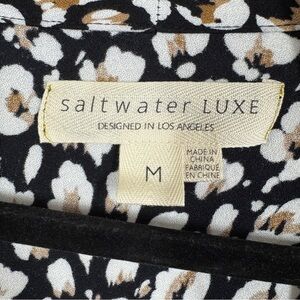 saltwater LUXE
DESIGNED IN LOS ANGELES
M
MADE IN
CHINA
FABRIQUÉ
EN CHINE